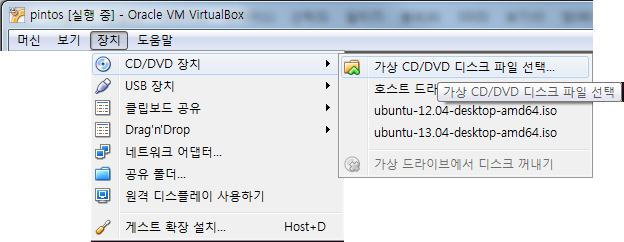 pintos [실행 중] - Oracle VM VirtualBox
머신 보기 장치 도움말
CD/DVD 장치
USB 장치
클립보드 공유
Drag'n'Drop
네트워크 어댑터...
공유 폴더...
원격 디스플레이 사용하기
게스트 확장 설치... Host+D
가상 CD/DVD 디스크 파일 선택...
호스트 드라
가상 CD/DVD 디스크 파일 선택
ubuntu-12.04-desktop-amd64.iso
ubuntu-13.04-desktop-amd64.iso
가상 드라이브에서 디스크 꺼내기